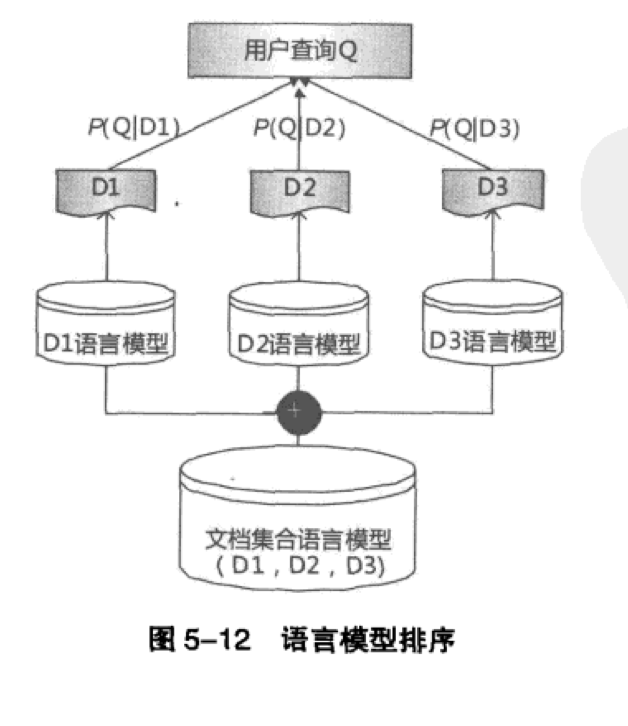 用户查询Q
P(Q|D1) P(Q|D2) P(Q|D3)
D1 D2 D3
D1语言模型 D2语言模型 D3语言模型
+
文档集合语言模型
(D1,D2,D3)
图 5-12 语言模型排序